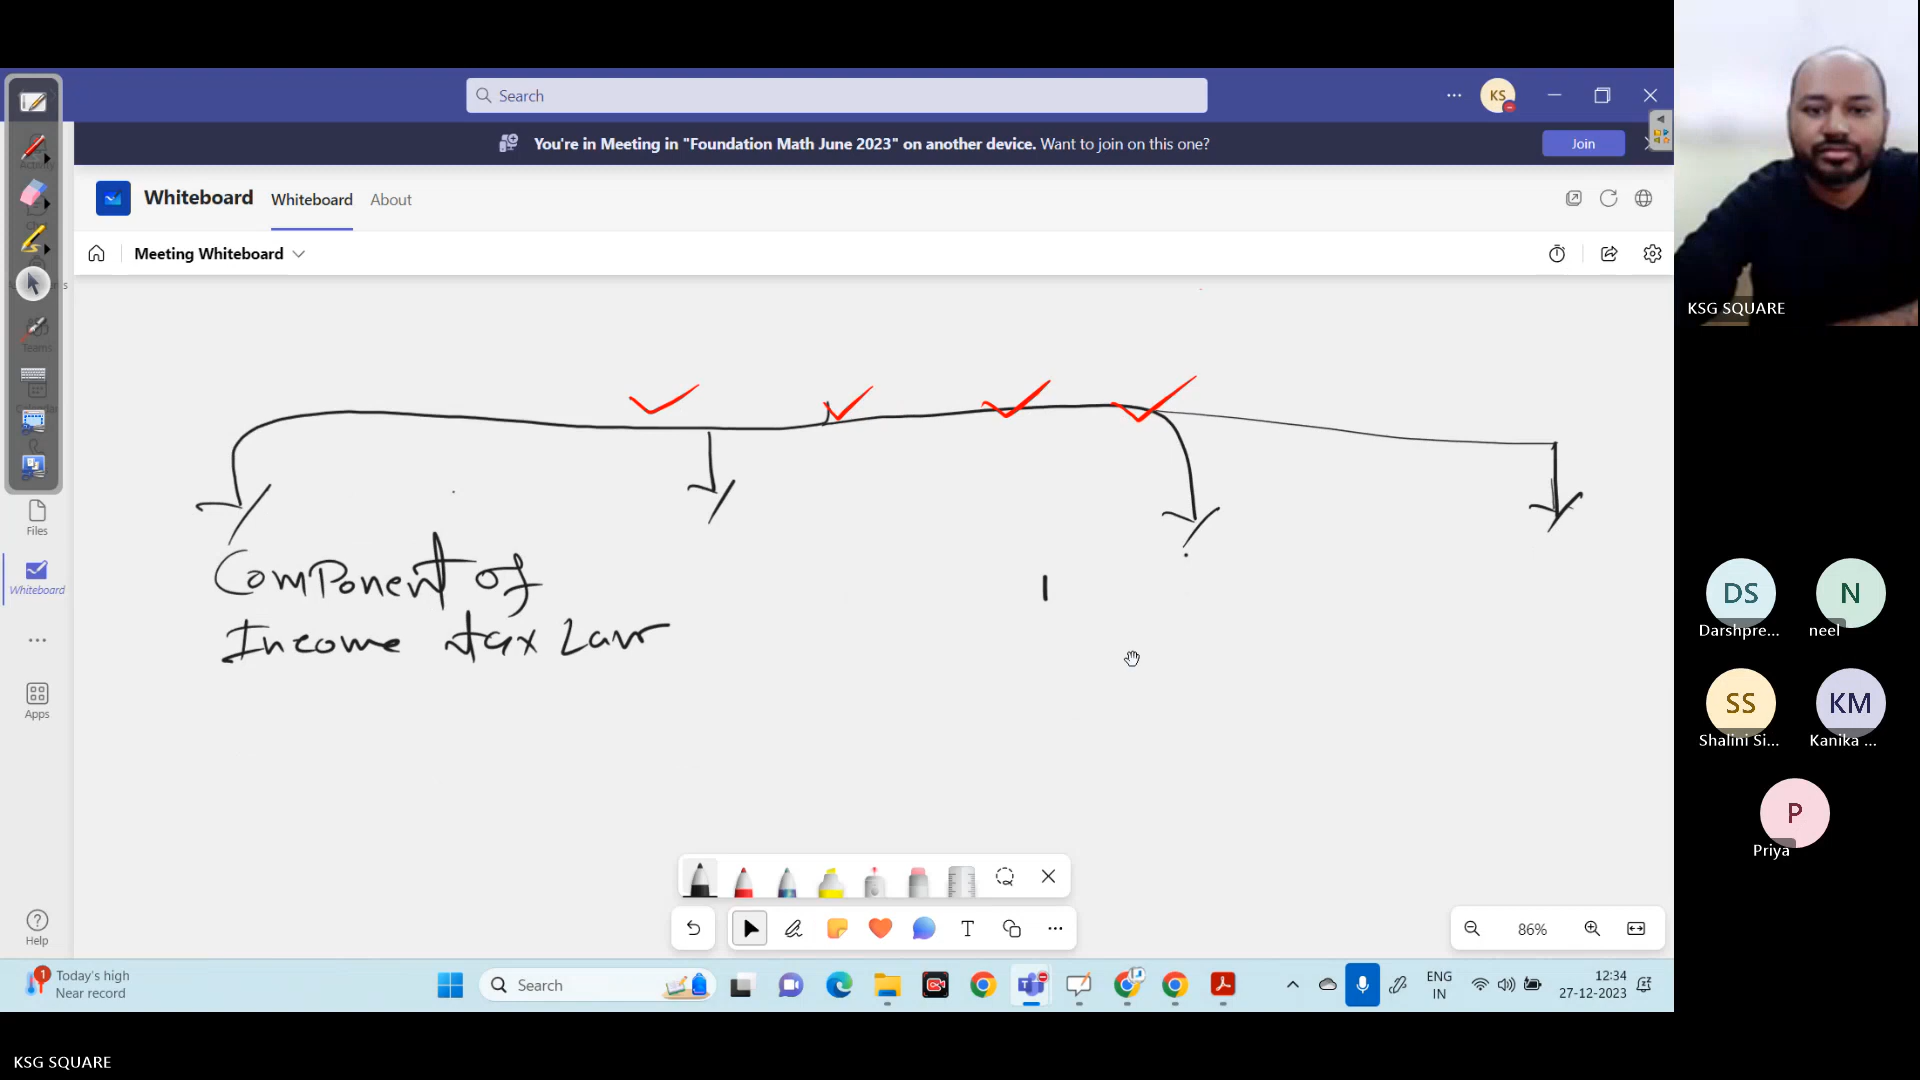 Search
KS
You're in Meeting in "Foundation Math June 2023" on another device. Want to join on this one?
Join
Whiteboard
Whiteboard
About
Meeting Whiteboard
KSG SQUARE
Teams
Component of
Income tax Law
Files
Whiteboard
Apps
Help
DS
Darshpre...
N
neel
SS
Shalini Si...
KM
Kanika ...
P
Priya
T
86%
1
Today's high
Near record
Search
ENG
IN
12:34
27-12-2023
KSG SQUARE